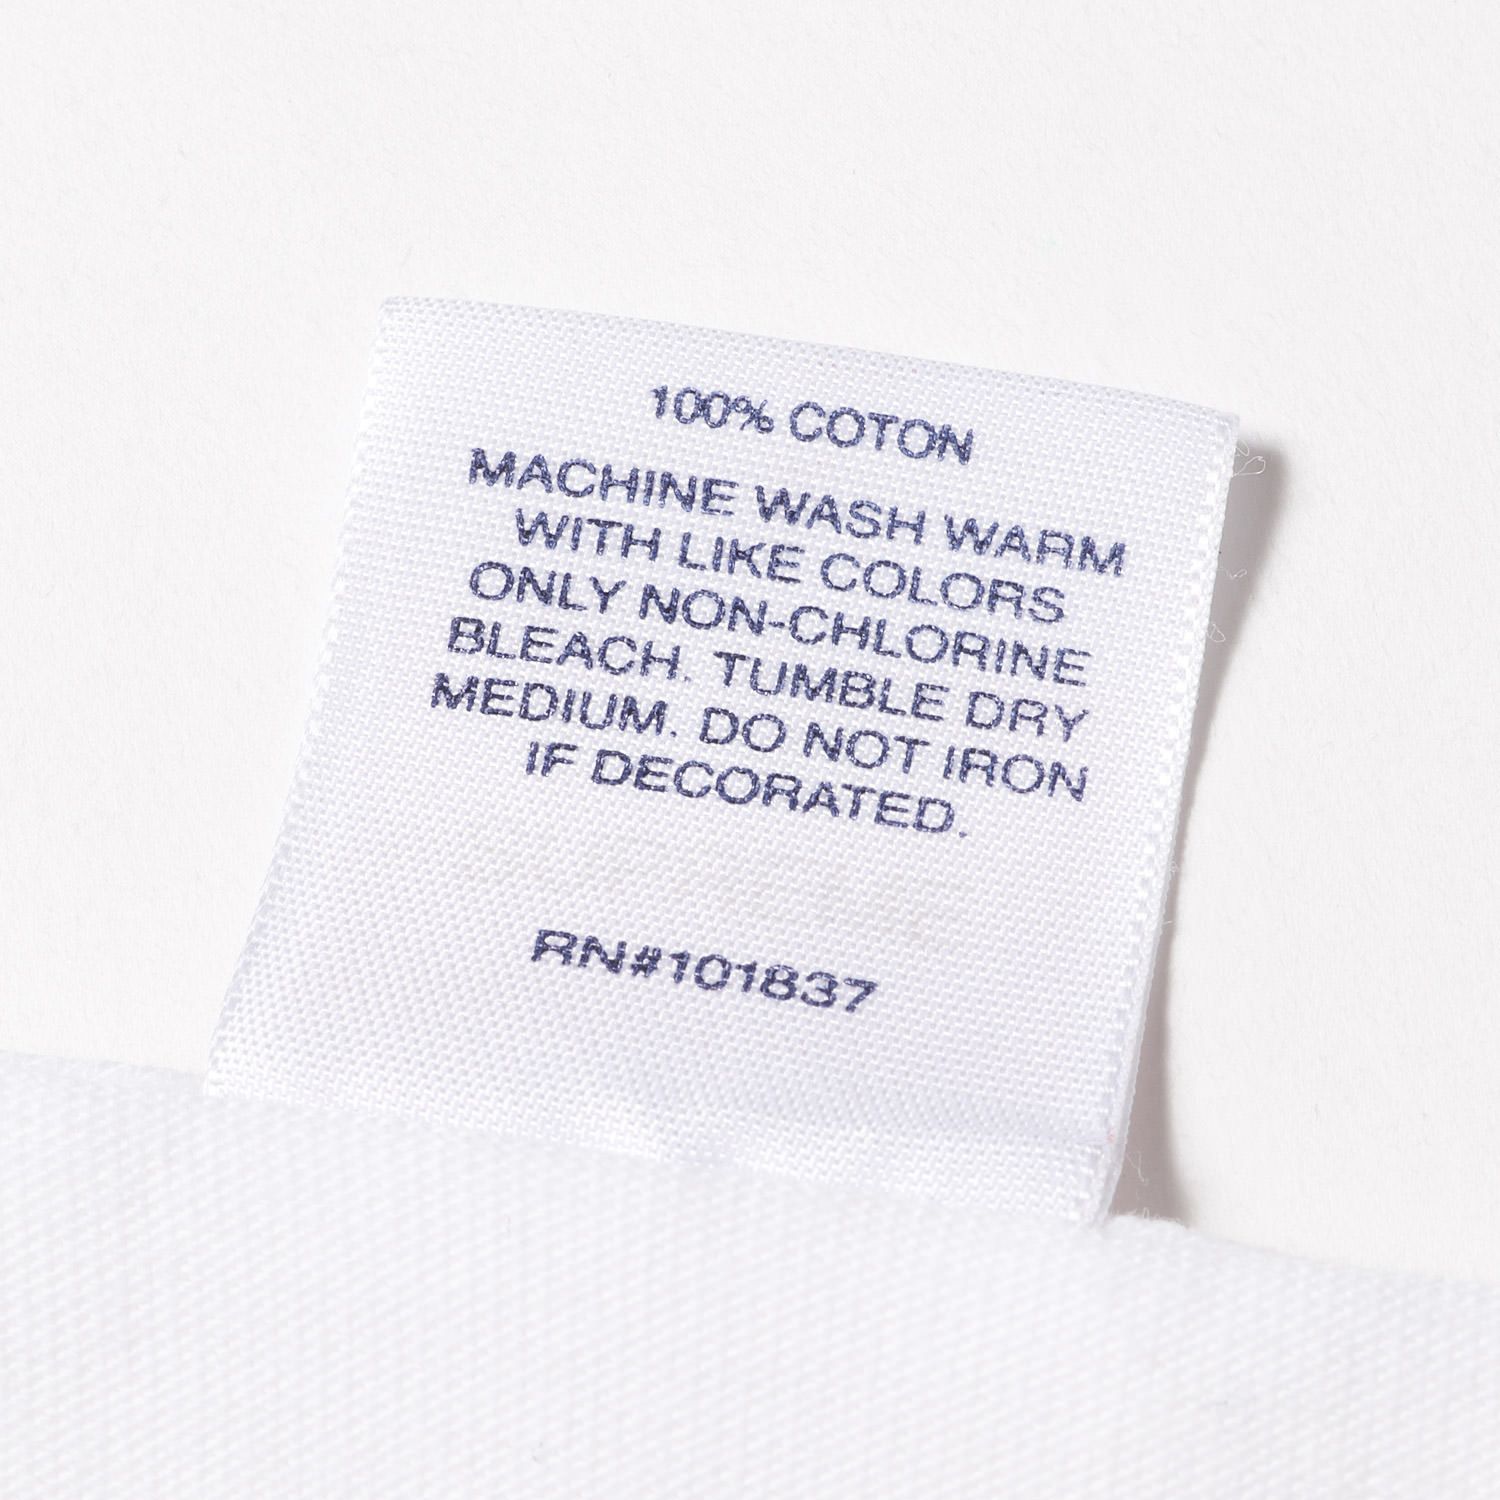 100% COTON
MACHINE WASH WARM
WITH LIKE COLORS
ONLY NON-CHLORINE
BLEACH. TUMBLE DRY
MEDIUM. DO NOT IRON
IF DECORATED.
RN#101837